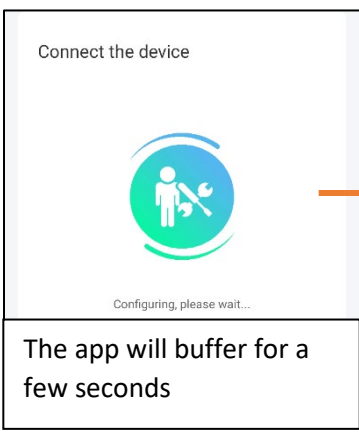 Connect the device
Configuring, please wait...
The app will buffer for a
few seconds